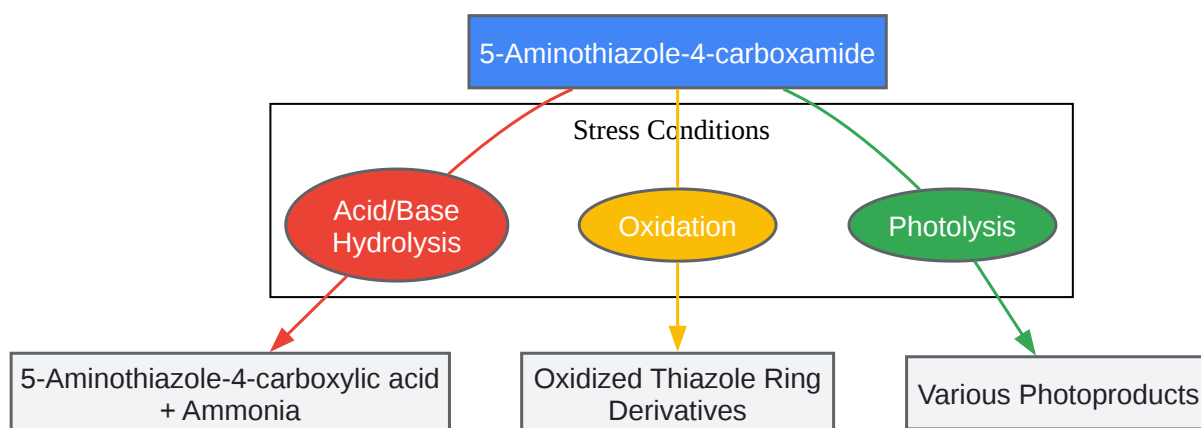 5-Aminothiazole-4-carboxamide
Stress Conditions
Acid/Base
Hydrolysis
Oxidation
Photolysis
5-Aminothiazole-4-carboxylic acid
+ Ammonia
Oxidized Thiazole Ring
Derivatives
Various Photoproducts